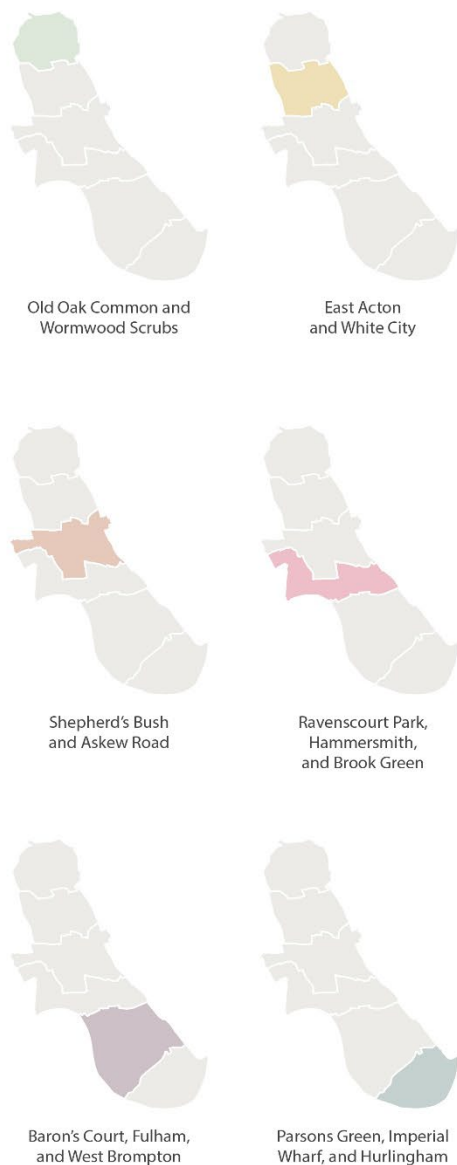 Old Oak Common and
Wormwood Scrubs
East Acton
and White City
Shepherd’s Bush
and Askew Road
Ravenscourt Park,
Hammersmith,
and Brook Green
Baron’s Court, Fulham,
and West Brompton
Parsons Green, Imperial
Wharf, and Hurlingham